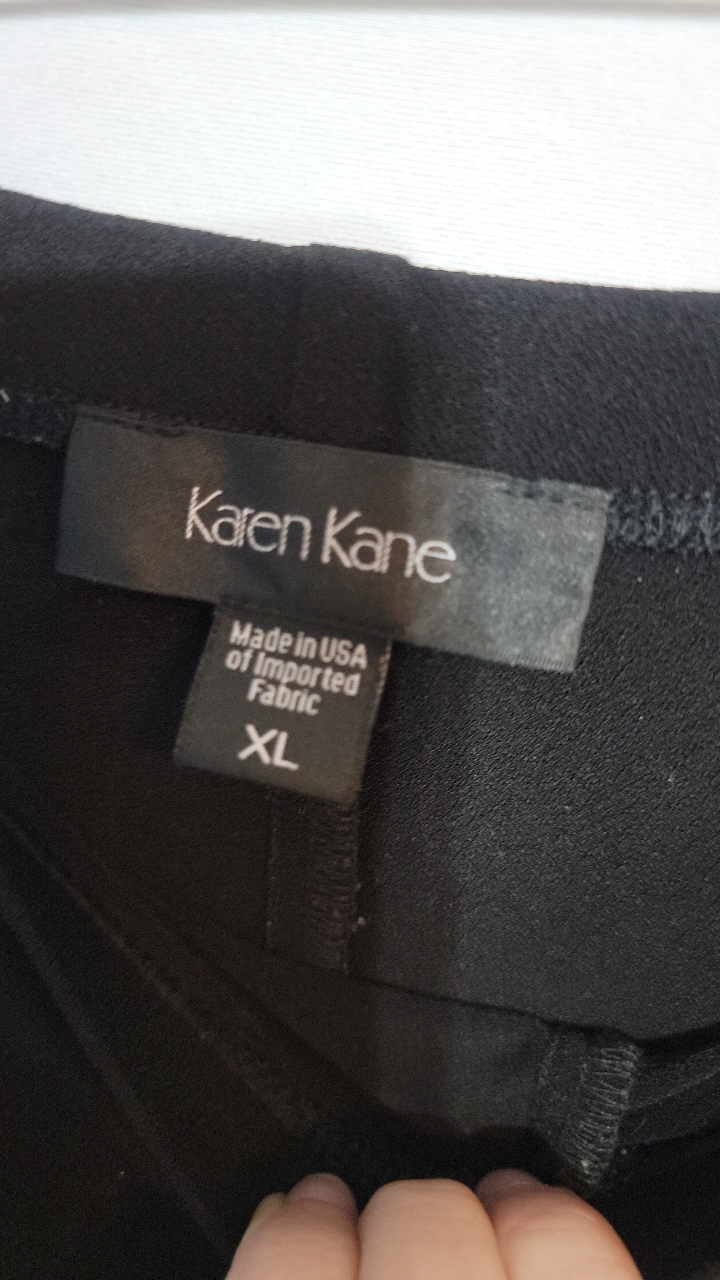 Karen Kane
Made in USA
of Imported
Fabric
XL